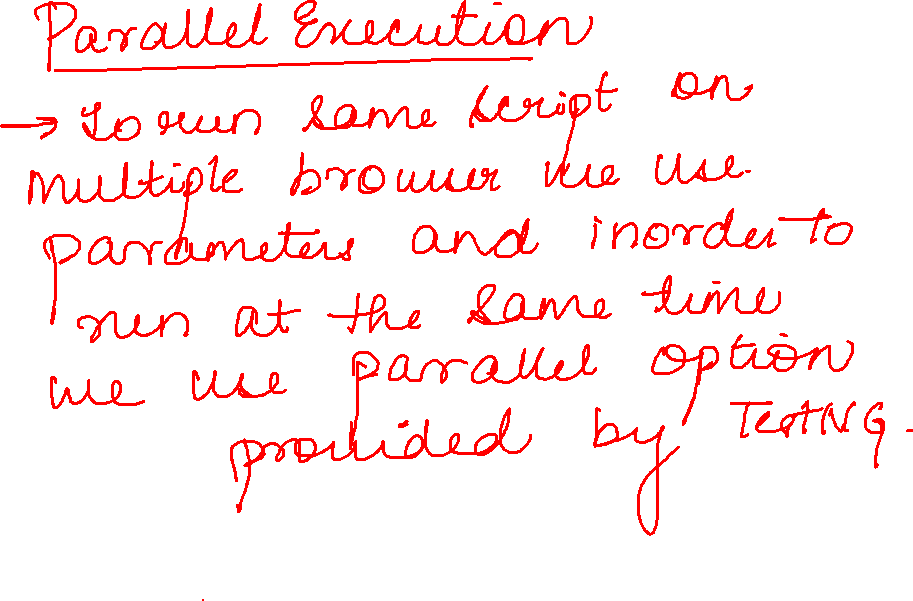 Parallel Execution
→ To run same script on
multiple browser we use
parameters and inorder to
run at the same time
we use parallel option
provided by TestNG.